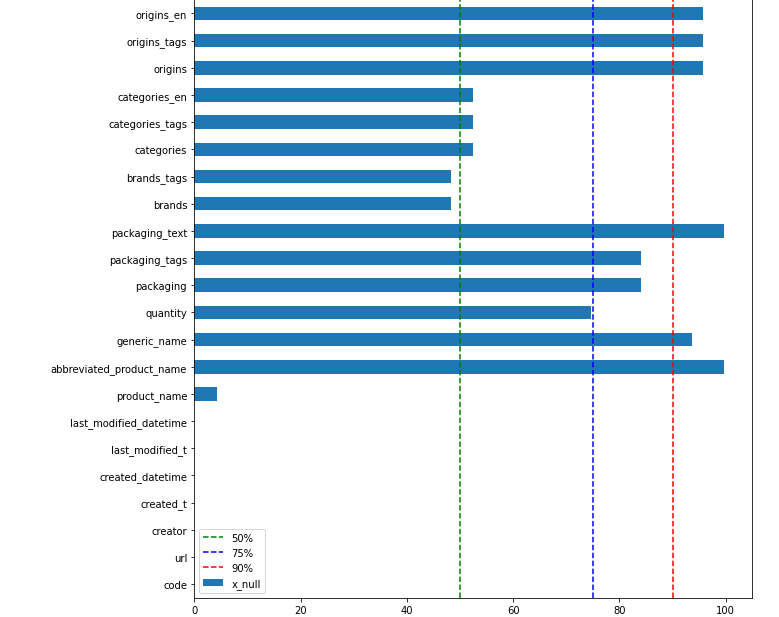 origins_en
origins_tags
origins
categories_en
categories_tags
categories
brands_tags
brands
packaging_text
packaging_tags
packaging
quantity
generic_name
abbreviated_product_name
product_name
last_modified_datetime
last_modified_t
created_datetime
created_t
creator
url
code
50%
75%
90%
x_null
0 20 40 60 80 100